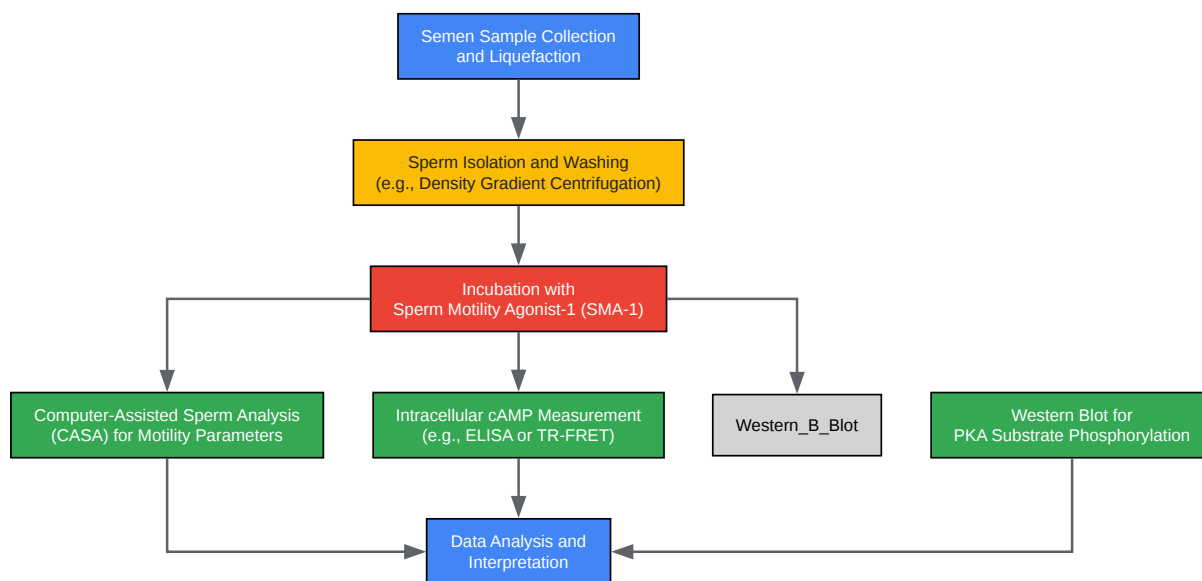 Semen Sample Collection
and Liquefaction
Sperm Isolation and Washing
(e.g., Density Gradient Centrifugation)
Incubation with
Sperm Motility Agonist-1 (SMA-1)
Computer-Assisted Sperm Analysis
(CASA) for Motility Parameters
Intracellular cAMP Measurement
(e.g., ELISA or TR-FRET)
Western_B_Blot
Western Blot for
PKA Substrate Phosphorylation
Data Analysis and
Interpretation